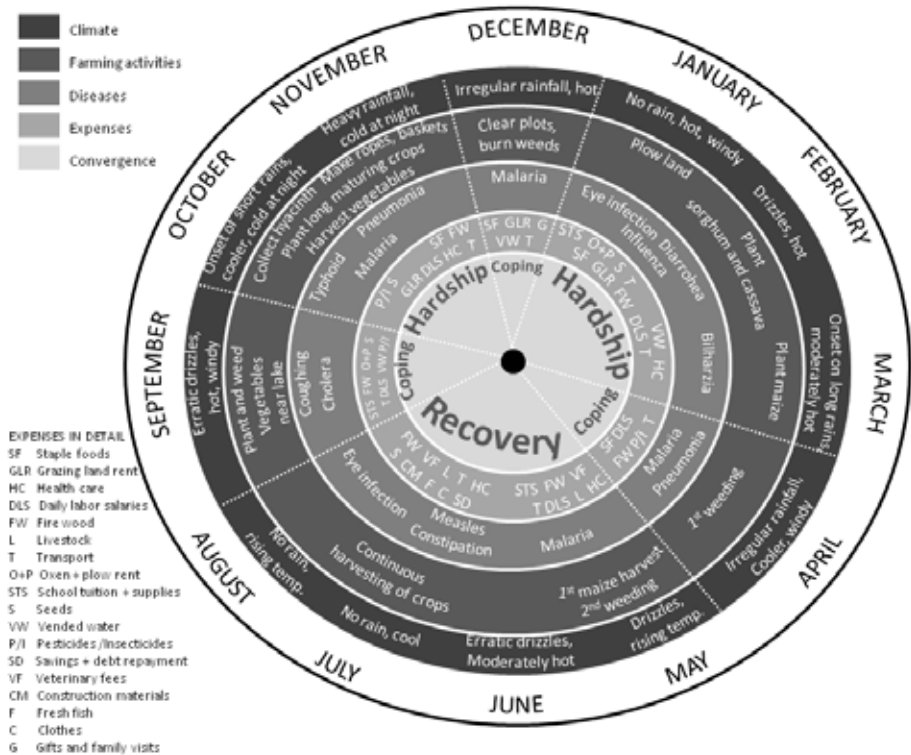 Climate
Farming activities
Diseases
Expenses
Convergence
EXPENSES IN DETAIL
SF Staple foods
GLR Grazing land rent
HC Health care
DLS Daily labor salaries
FW Fire wood
L Livestock
T Transport
O+P Oxen + plow rent
STS School tuition + supplies
S Seeds
VW Vended water
P/I Pesticides /Insecticides
SD Savings + debt repayment
VF Veterinary fees
CM Construction materials
F Fresh fish
C Clothes
G Gifts and family visits
DECEMBER
JANUARY
FEBRUARY
MARCH
APRIL
MAY
JUNE
JULY
AUGUST
SEPTEMBER
OCTOBER
NOVEMBER
Irregular rainfall, hot
No rain, hot, windy
Drizzles, hot
Onset on long rains
moderately hot
Irregular rainfall,
Cooler, windy
Drizzles,
rising temp.
Erratic drizzles,
Moderately hot
No rain, cool
No rain,
rising temp.
Erratic drizzles,
hot, windy
Onset of short rains,
cooler, cold at night
Heavy rainfall,
cold at night
Clear plots,
burn weeds
Plow land
Plant
sorghum and cassava
Plant maize
1st weeding
1st maize harvest
2nd weeding
Continuous
harvesting of crops
Plant and weed
Vegetables
near lake
Collect hyacinth Make ropes, baskets
Plant long maturing crops
Harvest vegetables
Malaria
Eye infection Diarrohea
Influenza
Bilharzia
Malaria
Pneumonia
Malaria
Measles
Constipation
Eye infection
Coughing
Cholera
Typhoid
Malaria
Pneumonia
SF GLR G
VW T
STS O+P S T
SF GLR FW DLS T
VW HC
SF DLS
FW P/I T
STS FW VF
T DLS L HC
FW VF L T HC
S CM F C SD
STS FW O+P S
T DLS VW P/I
P/I S
GLR DLS HC T
SF FW
Coping
Hardship
Coping
Recovery
Coping
Hardship